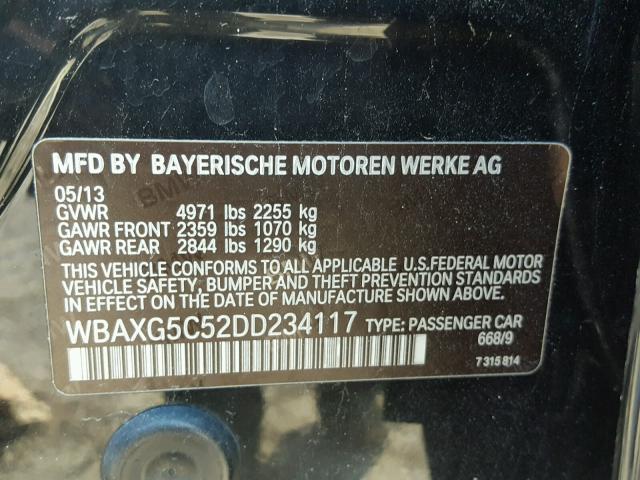 MFD BY BAYERISCHE MOTOREN WERKE AG
05/13
GVWR 4971 lbs 2255 kg
GAWR FRONT 2359 lbs 1070 kg
GAWR REAR 2844 lbs 1290 kg
THIS VEHICLE CONFORMS TO ALL APPLICABLE U.S.FEDERAL MOTOR
VEHICLE SAFETY, BUMPER AND THEFT PREVENTION STANDARDS
IN EFFECT ON THE DATE OF MANUFACTURE SHOWN ABOVE.
WBAXG5C52DD234117 TYPE: PASSENGER CAR
668/9
7 315 814